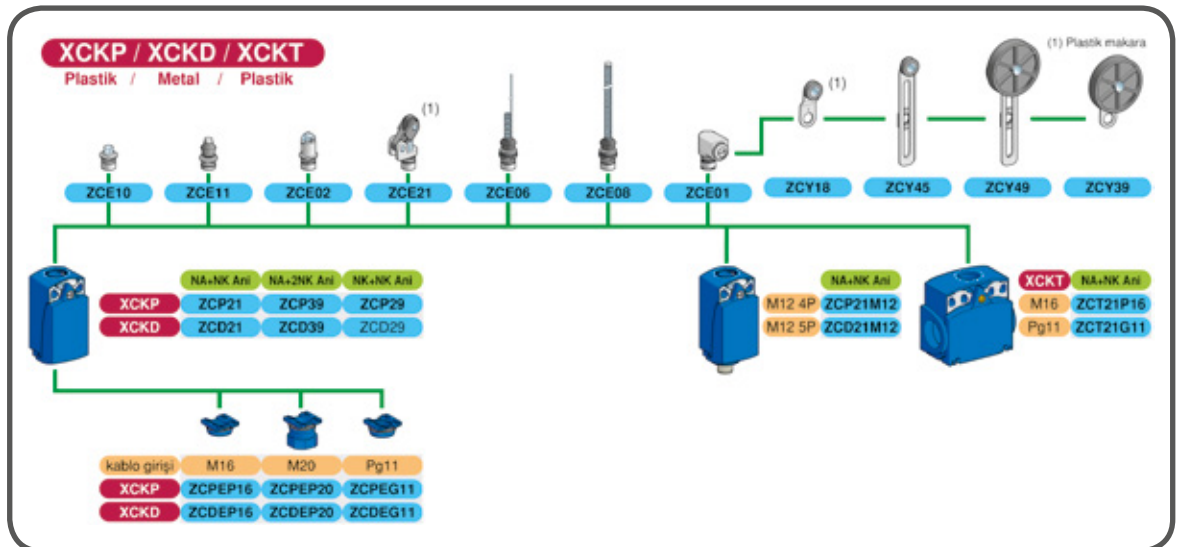 XCKP / XCKD / XCKT
Plastik / Metal / Plastik
(1) Plastik makara
(1)
(1)
ZCE10 ZCE11 ZCE02 ZCE21 ZCE06 ZCE08 ZCE01 ZCY18 ZCY45 ZCY49 ZCY39
NA+NK Ani NA+2NK Ani NK+NK Ani
XCKP ZCP21 ZCP39 ZCP29
XCKD ZCD21 ZCD39 ZCD29
NA+NK Ani
M12 4P ZCP21M12
M12 5P ZCD21M12
XCKT NA+NK Ani
M16 ZCT21P16
Pg11 ZCT21G11
kablo girişi M16 M20 Pg11
XCKP ZCPEP16 ZCPEP20 ZCPEG11
XCKD ZCDEP16 ZCDEP20 ZCDEG11